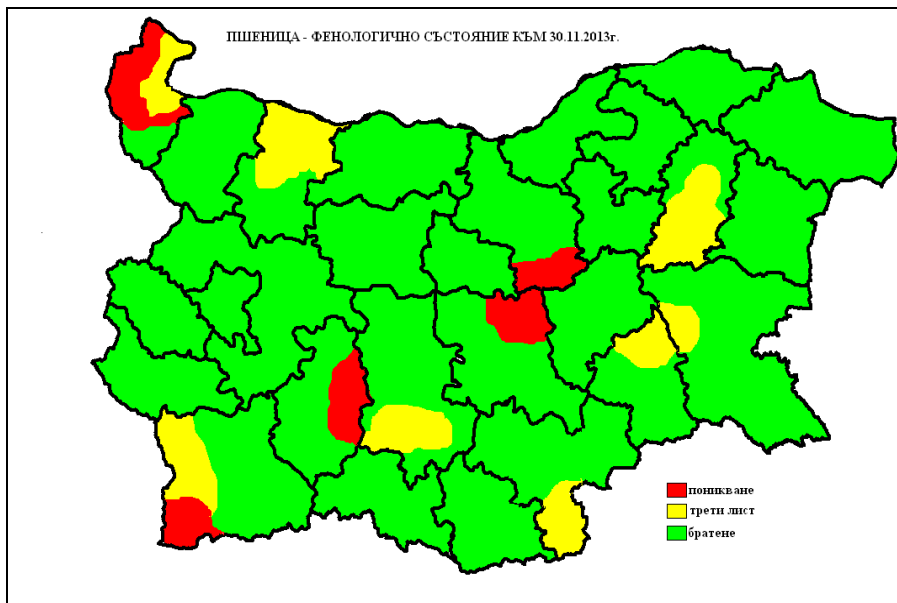 ПШЕНИЦА - ФЕНОЛОГИЧНО СЪСТОЯНИЕ КЪМ 30.11.2013г.
поникване
трети лист
братене